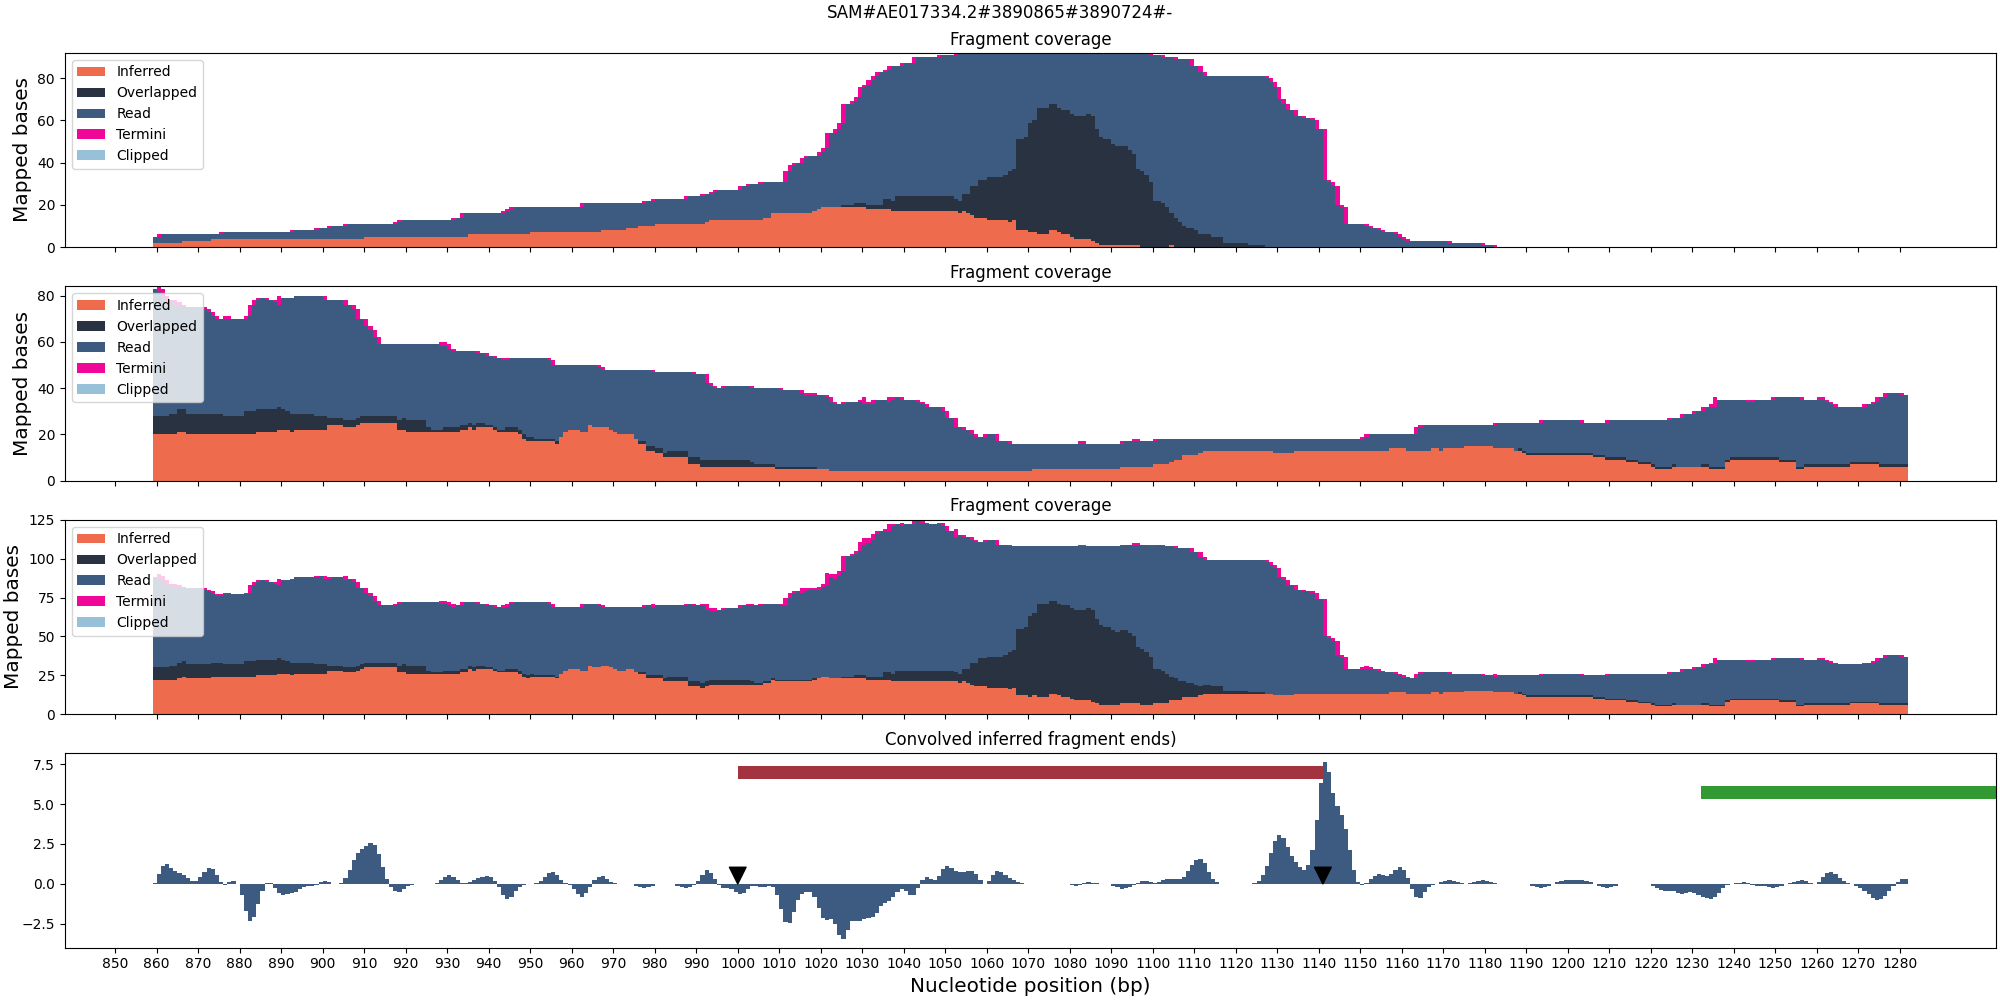 SAM#AE017334.2#3890865#3890724#-
Fragment coverage
Mapped bases
80
60
40
20
0
Inferred
Overlapped
Read
Termini
Clipped
Fragment coverage
Mapped bases
80
60
40
20
0
Inferred
Overlapped
Read
Termini
Clipped
Fragment coverage
Mapped bases
125
100
75
50
25
0
Inferred
Overlapped
Read
Termini
Clipped
Convolved inferred fragment ends)
7.5
5.0
2.5
0.0
−2.5
850 860 870 880 890 900 910 920 930 940 950 960 970 980 990 1000 1010 1020 1030 1040 1050 1060 1070 1080 1090 1100 1110 1120 1130 1140 1150 1160 1170 1180 1190 1200 1210 1220 1230 1240 1250 1260 1270 1280
Nucleotide position (bp)